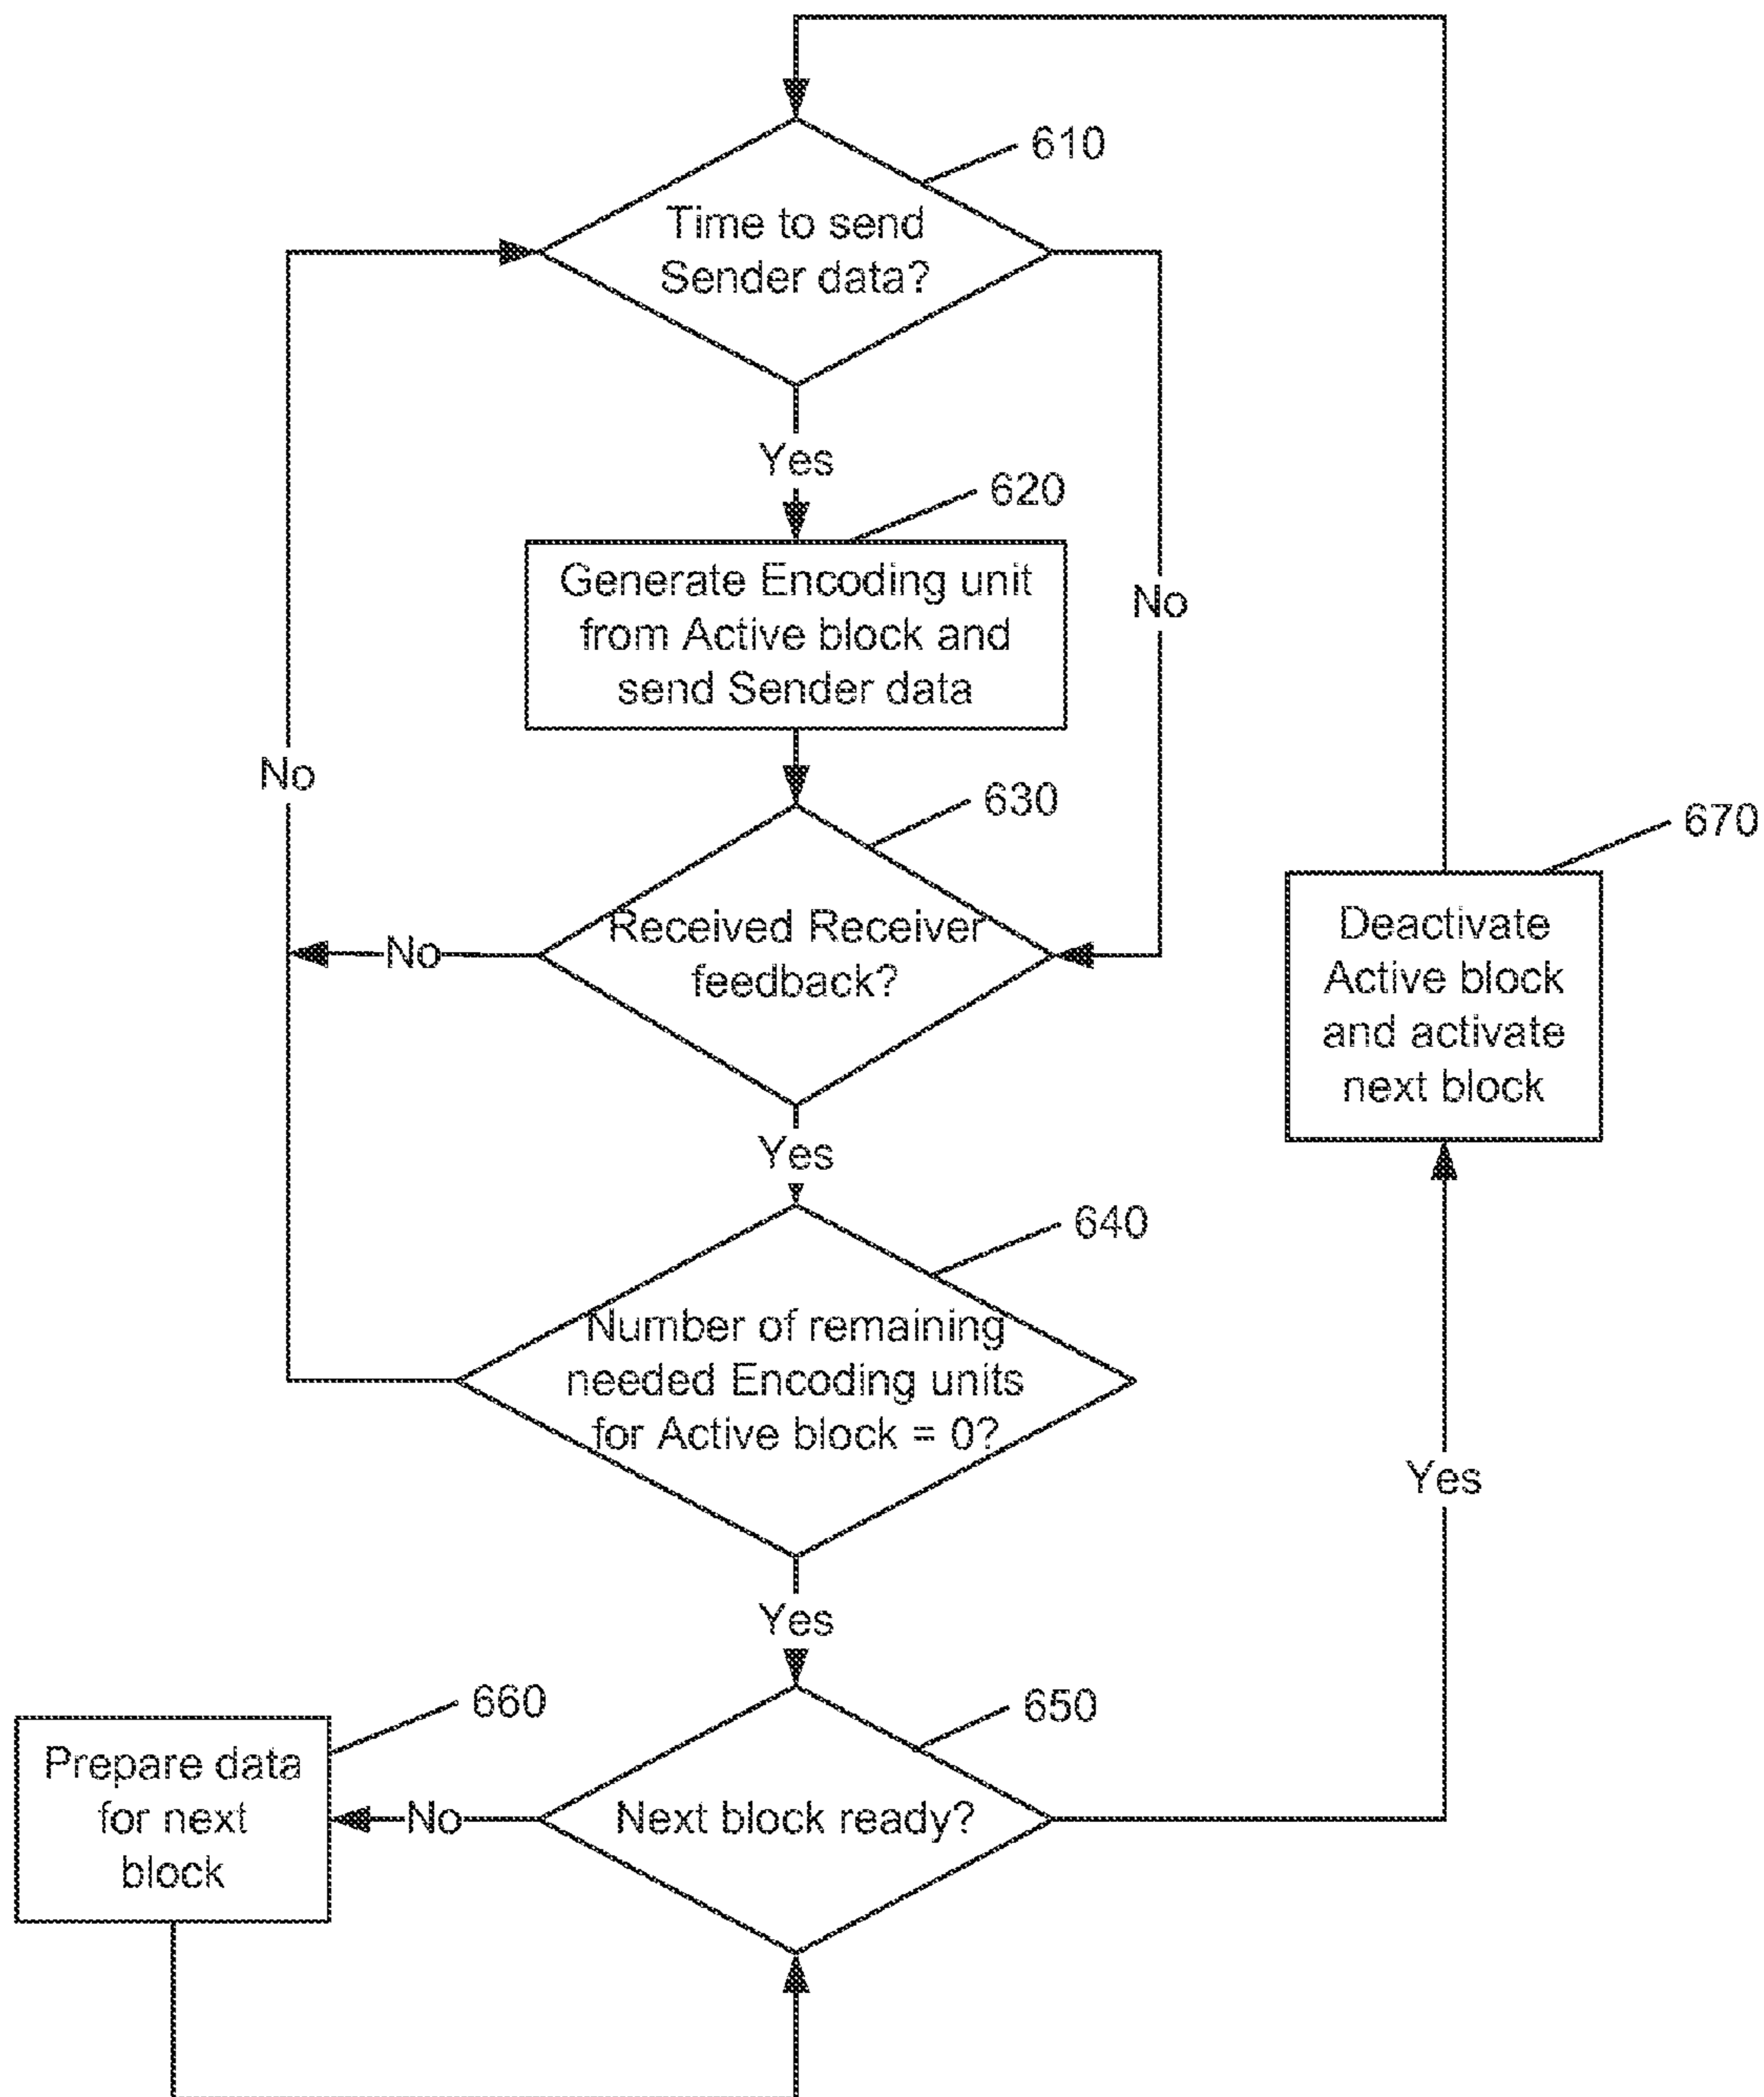 610
Time to send
Sender data?
Yes
620
Generate Encoding unit
from Active block and
send Sender data
No
No
630
Received Receiver
feedback?
No
670
Deactivate
Active block
and activate
next block
Yes
640
Number of remaining
needed Encoding units
for Active block = 0?
Yes
Yes
660
650
Prepare data
for next
block
No
Next block ready?